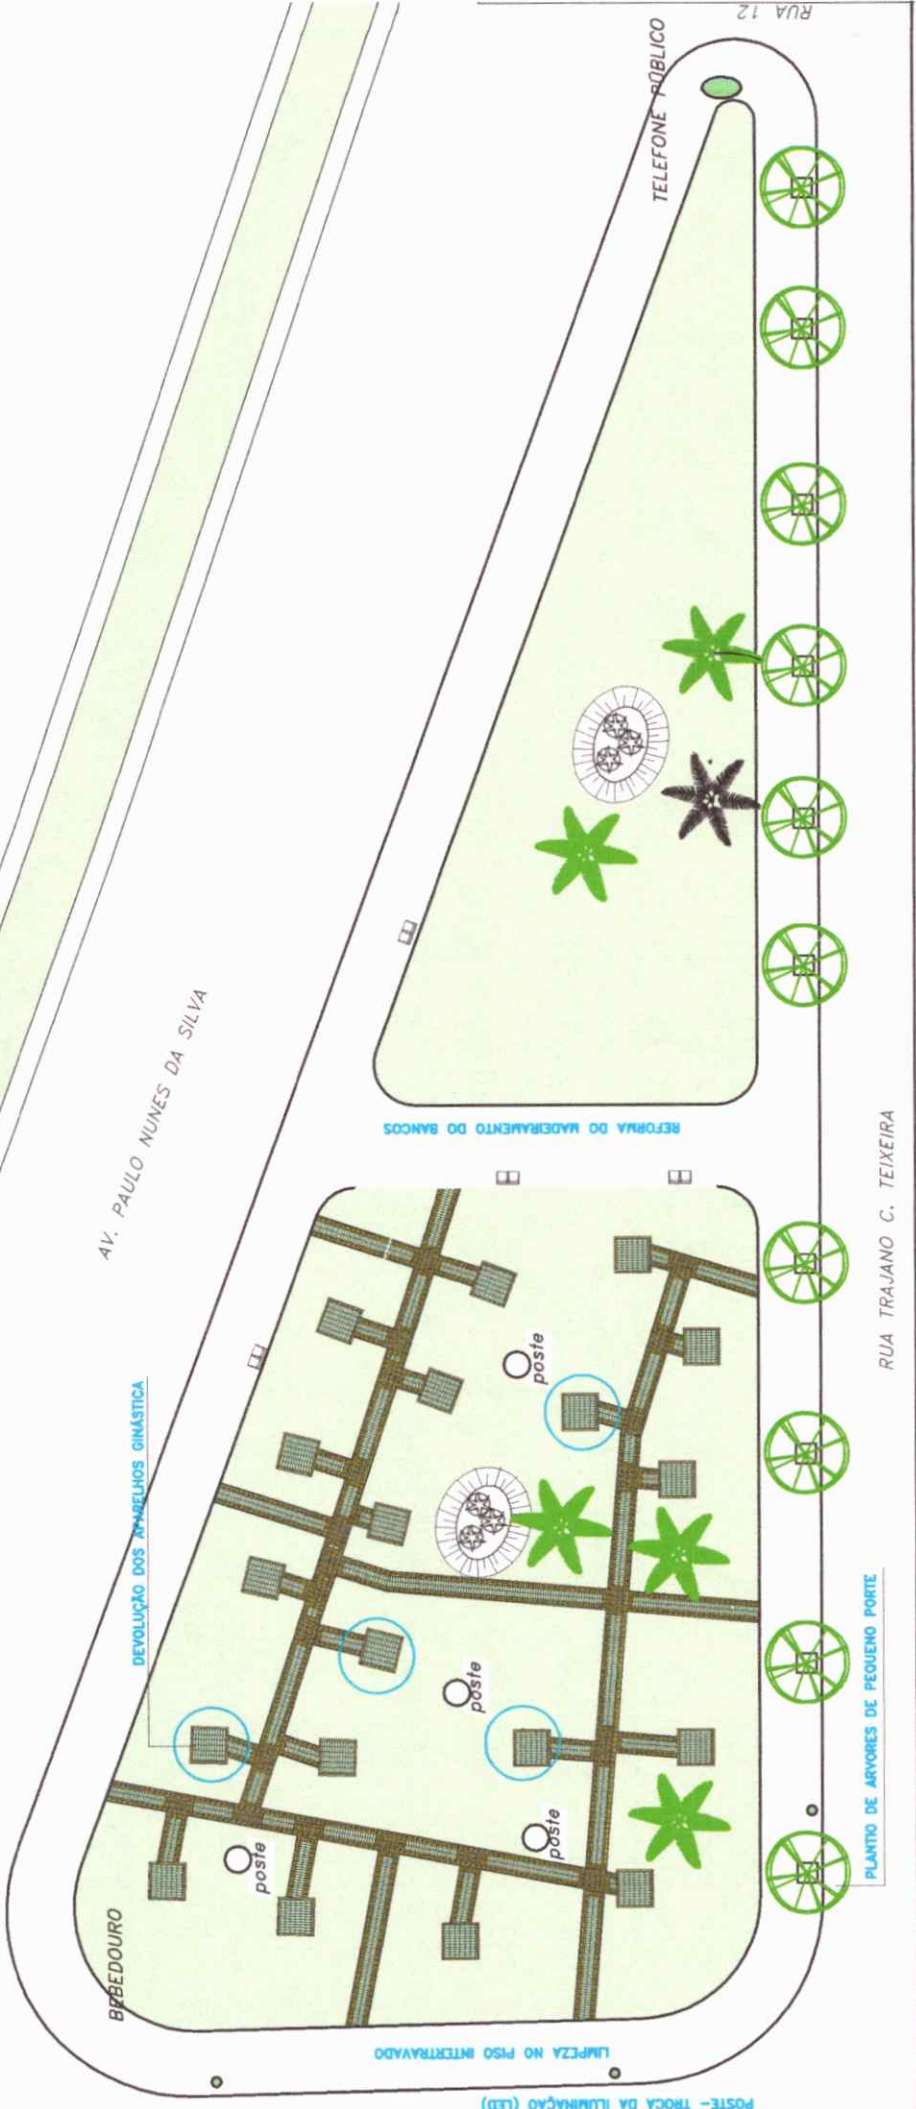 RUA 12
TELEFONE PÚBLICO
AV. PAULO NUNES DA SILVA
REFORMA DO MADEIRAMENTO DO BANCOS
RUA TRAJANO C. TEIXEIRA
DEVOLUÇÃO DOS APARELHOS GINÁSTICA
poste
poste
poste
poste
PLANTIO DE ARVORES DE PEQUENO PORTE
BEBEDOURO
LIMPEZA NO PISO INTERTRAVADO
POSTE- TROCA DA ILUMINAÇÃO (LED)